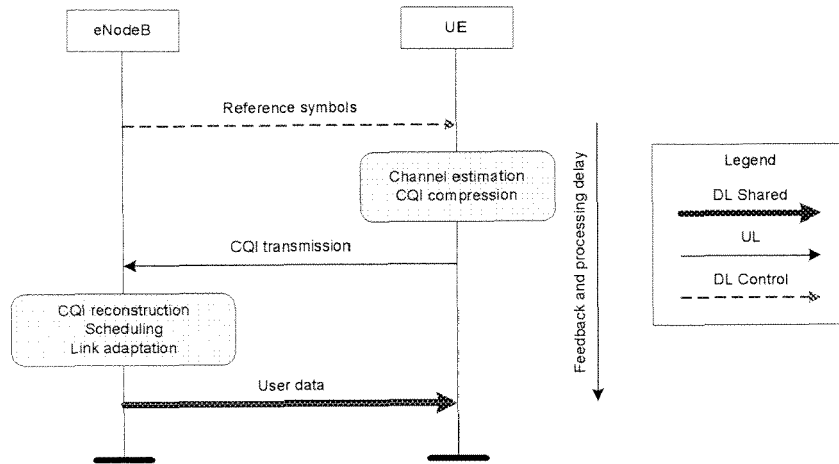 eNodeB
UE
Reference symbols
Channel estimation
CQI compression
CQI transmission
CQI reconstruction
Scheduling
Link adaptation
User data
Feedback and processing delay
Legend
DL Shared
UL
DL Control